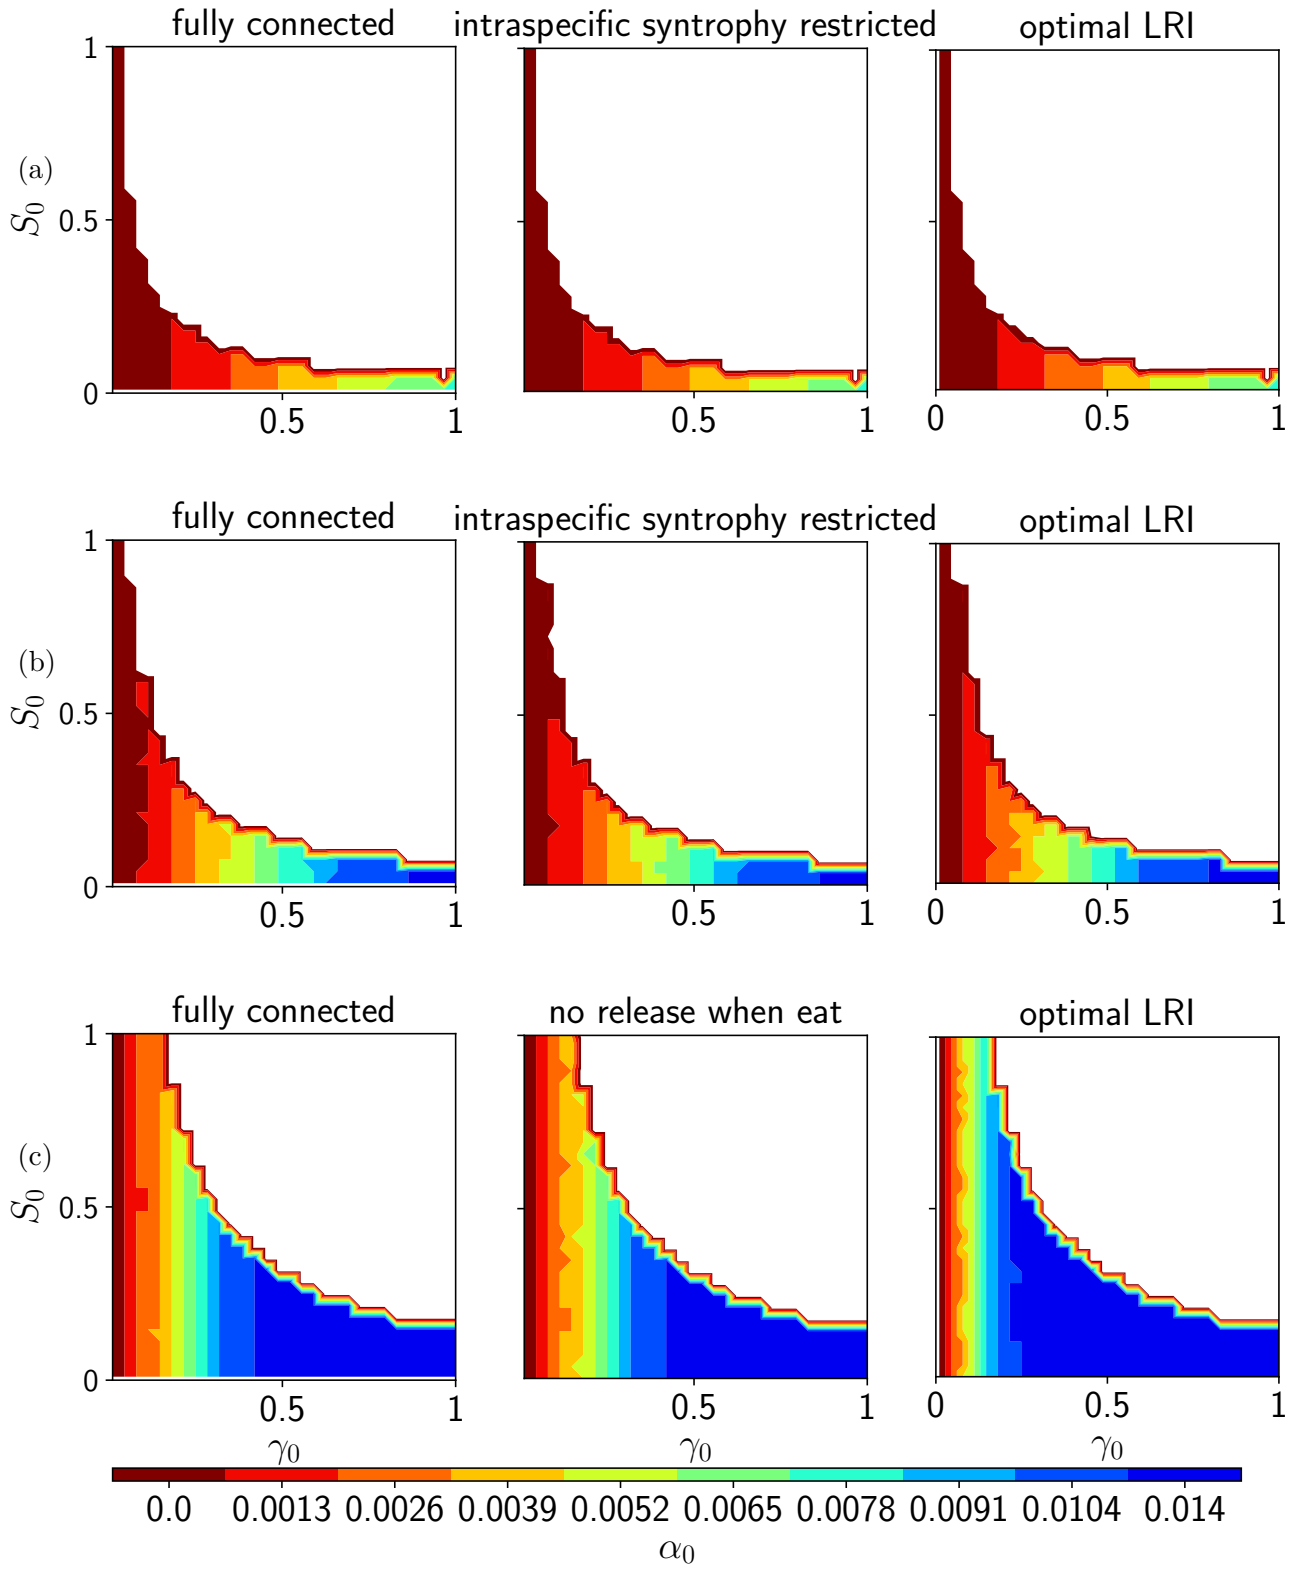 fully connected intraspecific syntrophy restricted optimal LRI
1
(a)
S₀
0.5
0
0.5 1 0.5 1 0 0.5 1
fully connected intraspecific syntrophy restricted optimal LRI
1
(b)
S₀
0.5
0
0.5 1 0.5 1 0 0.5 1
fully connected no release when eat optimal LRI
1
(c)
S₀
0.5
0
0.5 1 0.5 1 0 0.5 1
γ₀ γ₀ γ₀
0.0 0.0013 0.0026 0.0039 0.0052 0.0065 0.0078 0.0091 0.0104 0.014
α₀